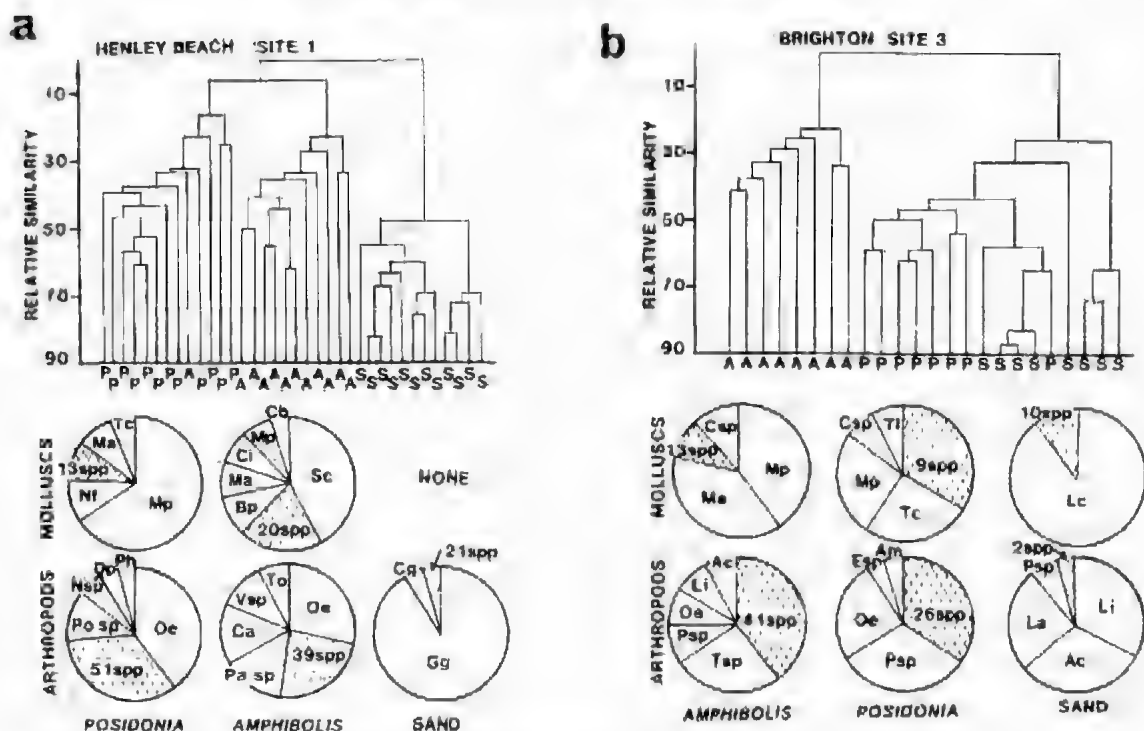 a
HENLEY BEACH SITE 1
RELATIVE SIMILARITY
10
30
50
70
90
P P P P P P P P A P P P A A A A A A A A A A A S S S S S S S S S S S S S
MOLLUSCS
Tc
Ma
13spp
Nf
Mp
Cb
Mp
Ci
Ma
Bp
20spp
Sc
NONE
ARTHROPODS
Ph
Nsp
Po sp
51spp
Oe
To
Vsp
Ca
Pa sp
39spp
Oe
21spp
Gg
POSIDONIA
AMPHIBOLIS
SAND
b
BRIGHTON SITE 3
RELATIVE SIMILARITY
10
30
50
70
90
A A A A A A A A P P P P P P P S S S S S P S S S S
MOLLUSCS
Csp
13spp
Ma
Mp
Csp
Tl
Mp
9spp
Tc
10spp
Lc
ARTHROPODS
Ac
Li
Oe
Psp
Tsp
41spp
Am
Esp
Oe
26spp
Psp
2spp
Psp
La
Li
Ac
AMPHIBOLIS
POSIDONIA
SAND